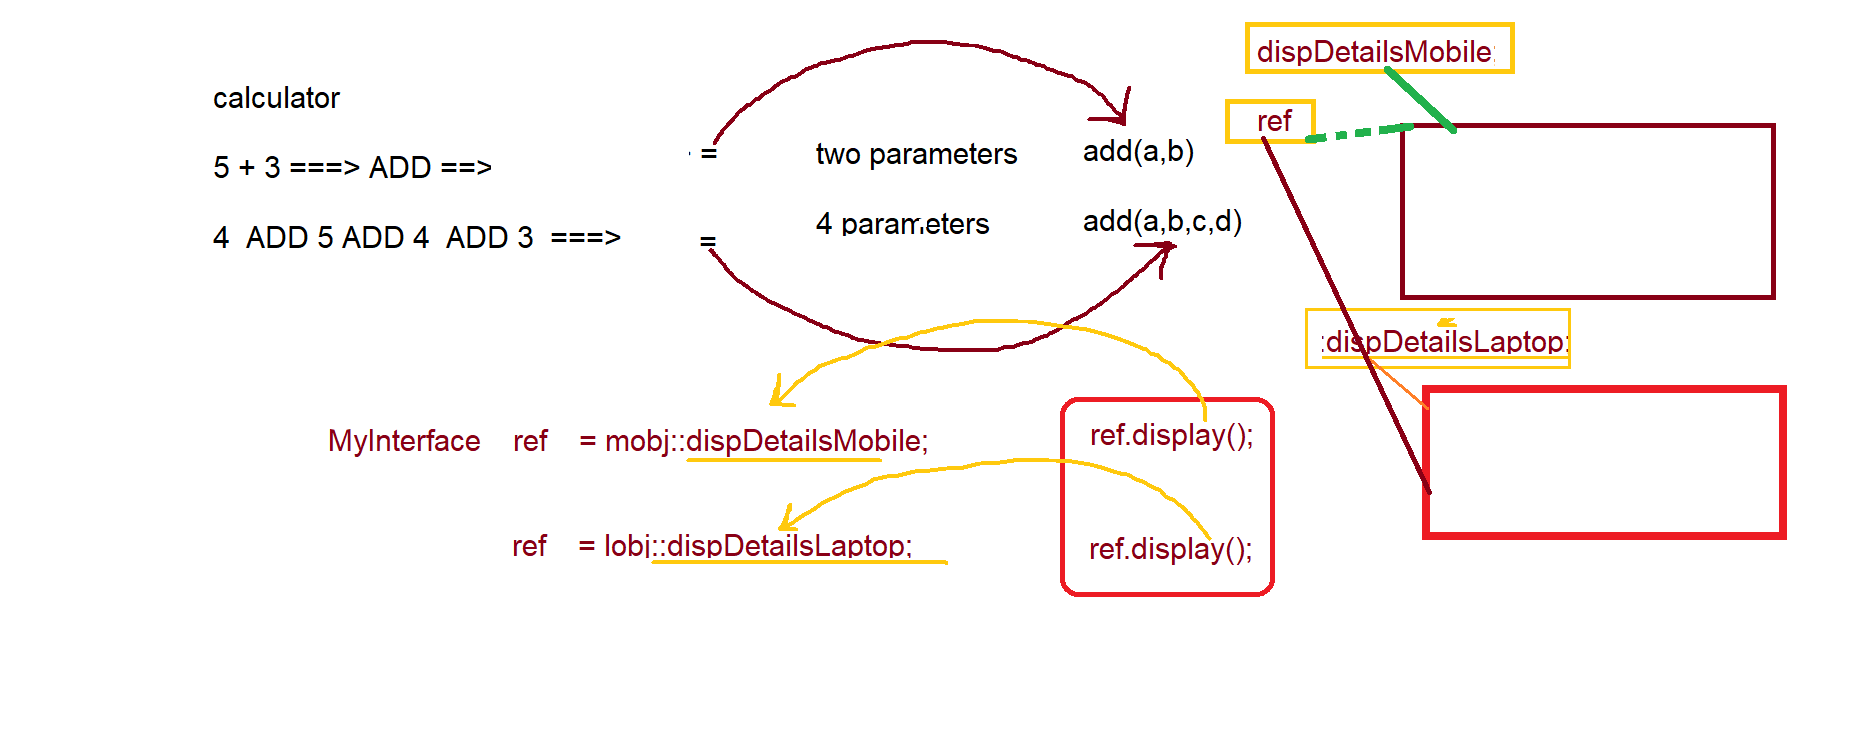 calculator
5 + 3 ===> ADD ==>
=
two parameters
add(a,b)
4 ADD 5 ADD 4 ADD 3 ===>
=
4 parameters
add(a,b,c,d)
dispDetailsMobile;
ref
:dispDetailsLaptop;
MyInterface ref = mobj::dispDetailsMobile;
ref.display();
ref = lobj::dispDetailsLaptop;
ref.display();